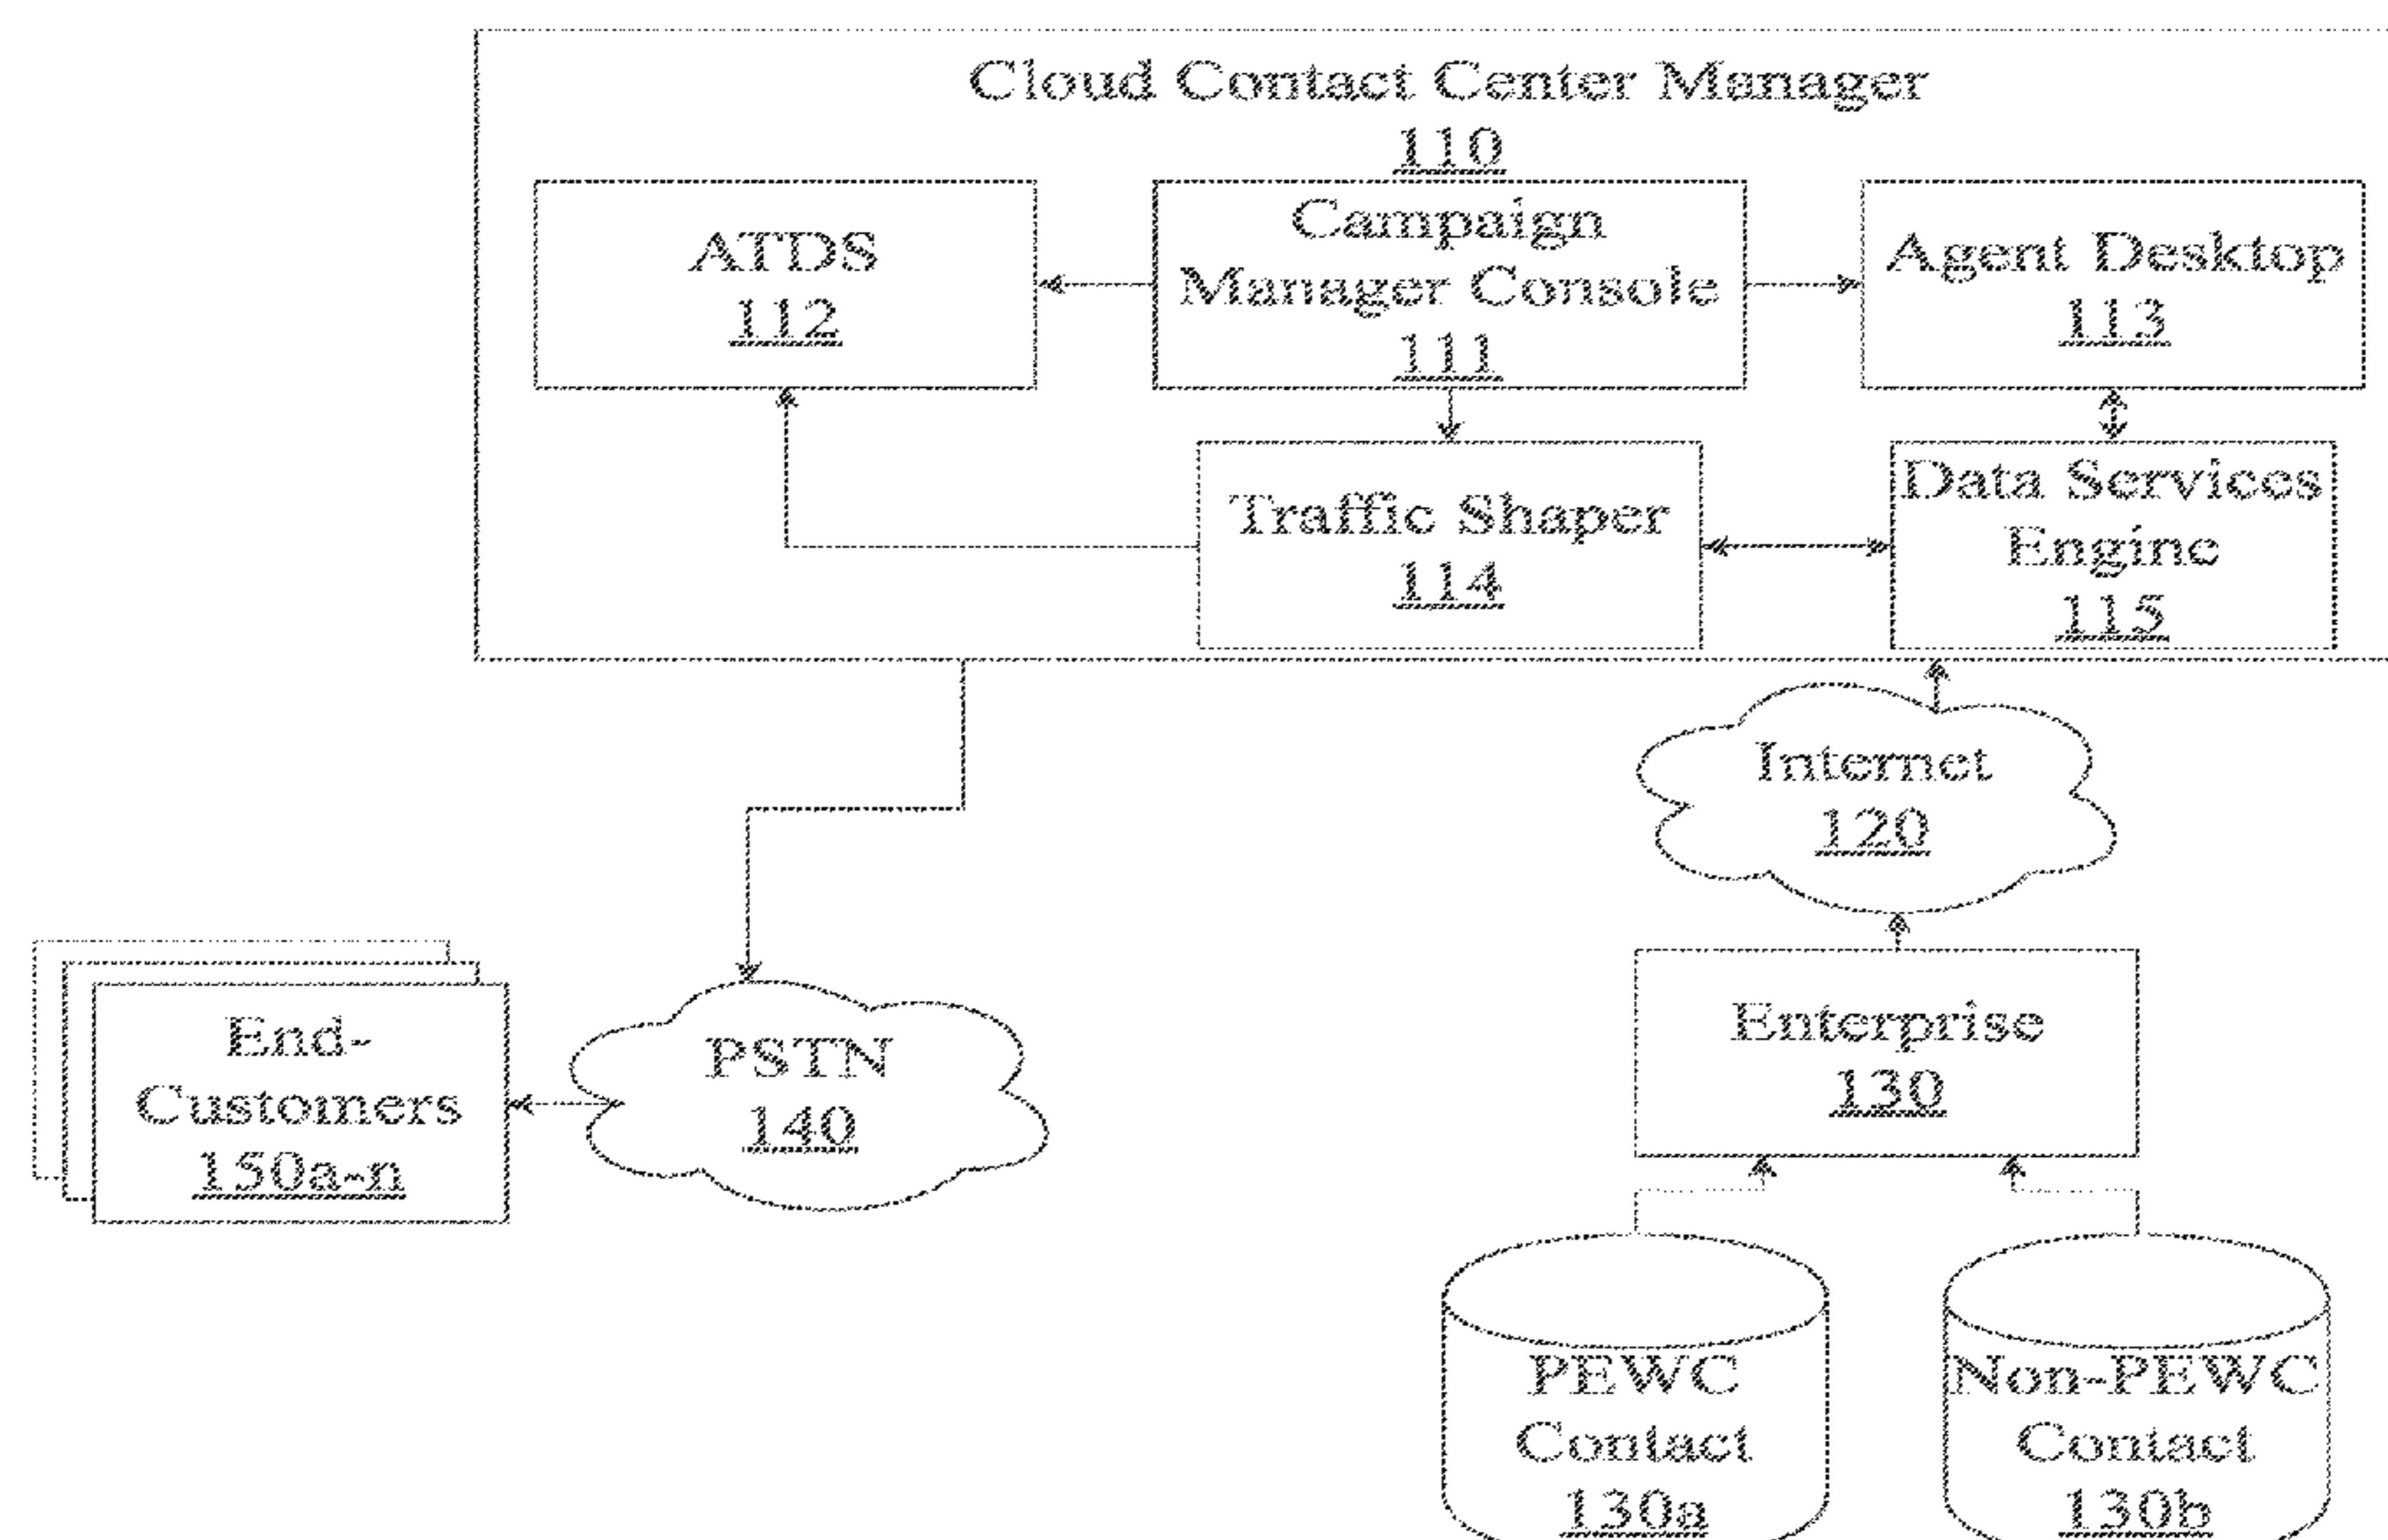 Cloud Contact Center Manager
110
ATDS
112
Campaign
Manager Console
111
Agent Desktop
113
Traffic Shaper
114
Data Services
Engine
115
Internet
120
Enterprise
130
End-
Customers
150a-n
PSTN
140
PEWC
Contact
130a
Non-PEWC
Contact
130b